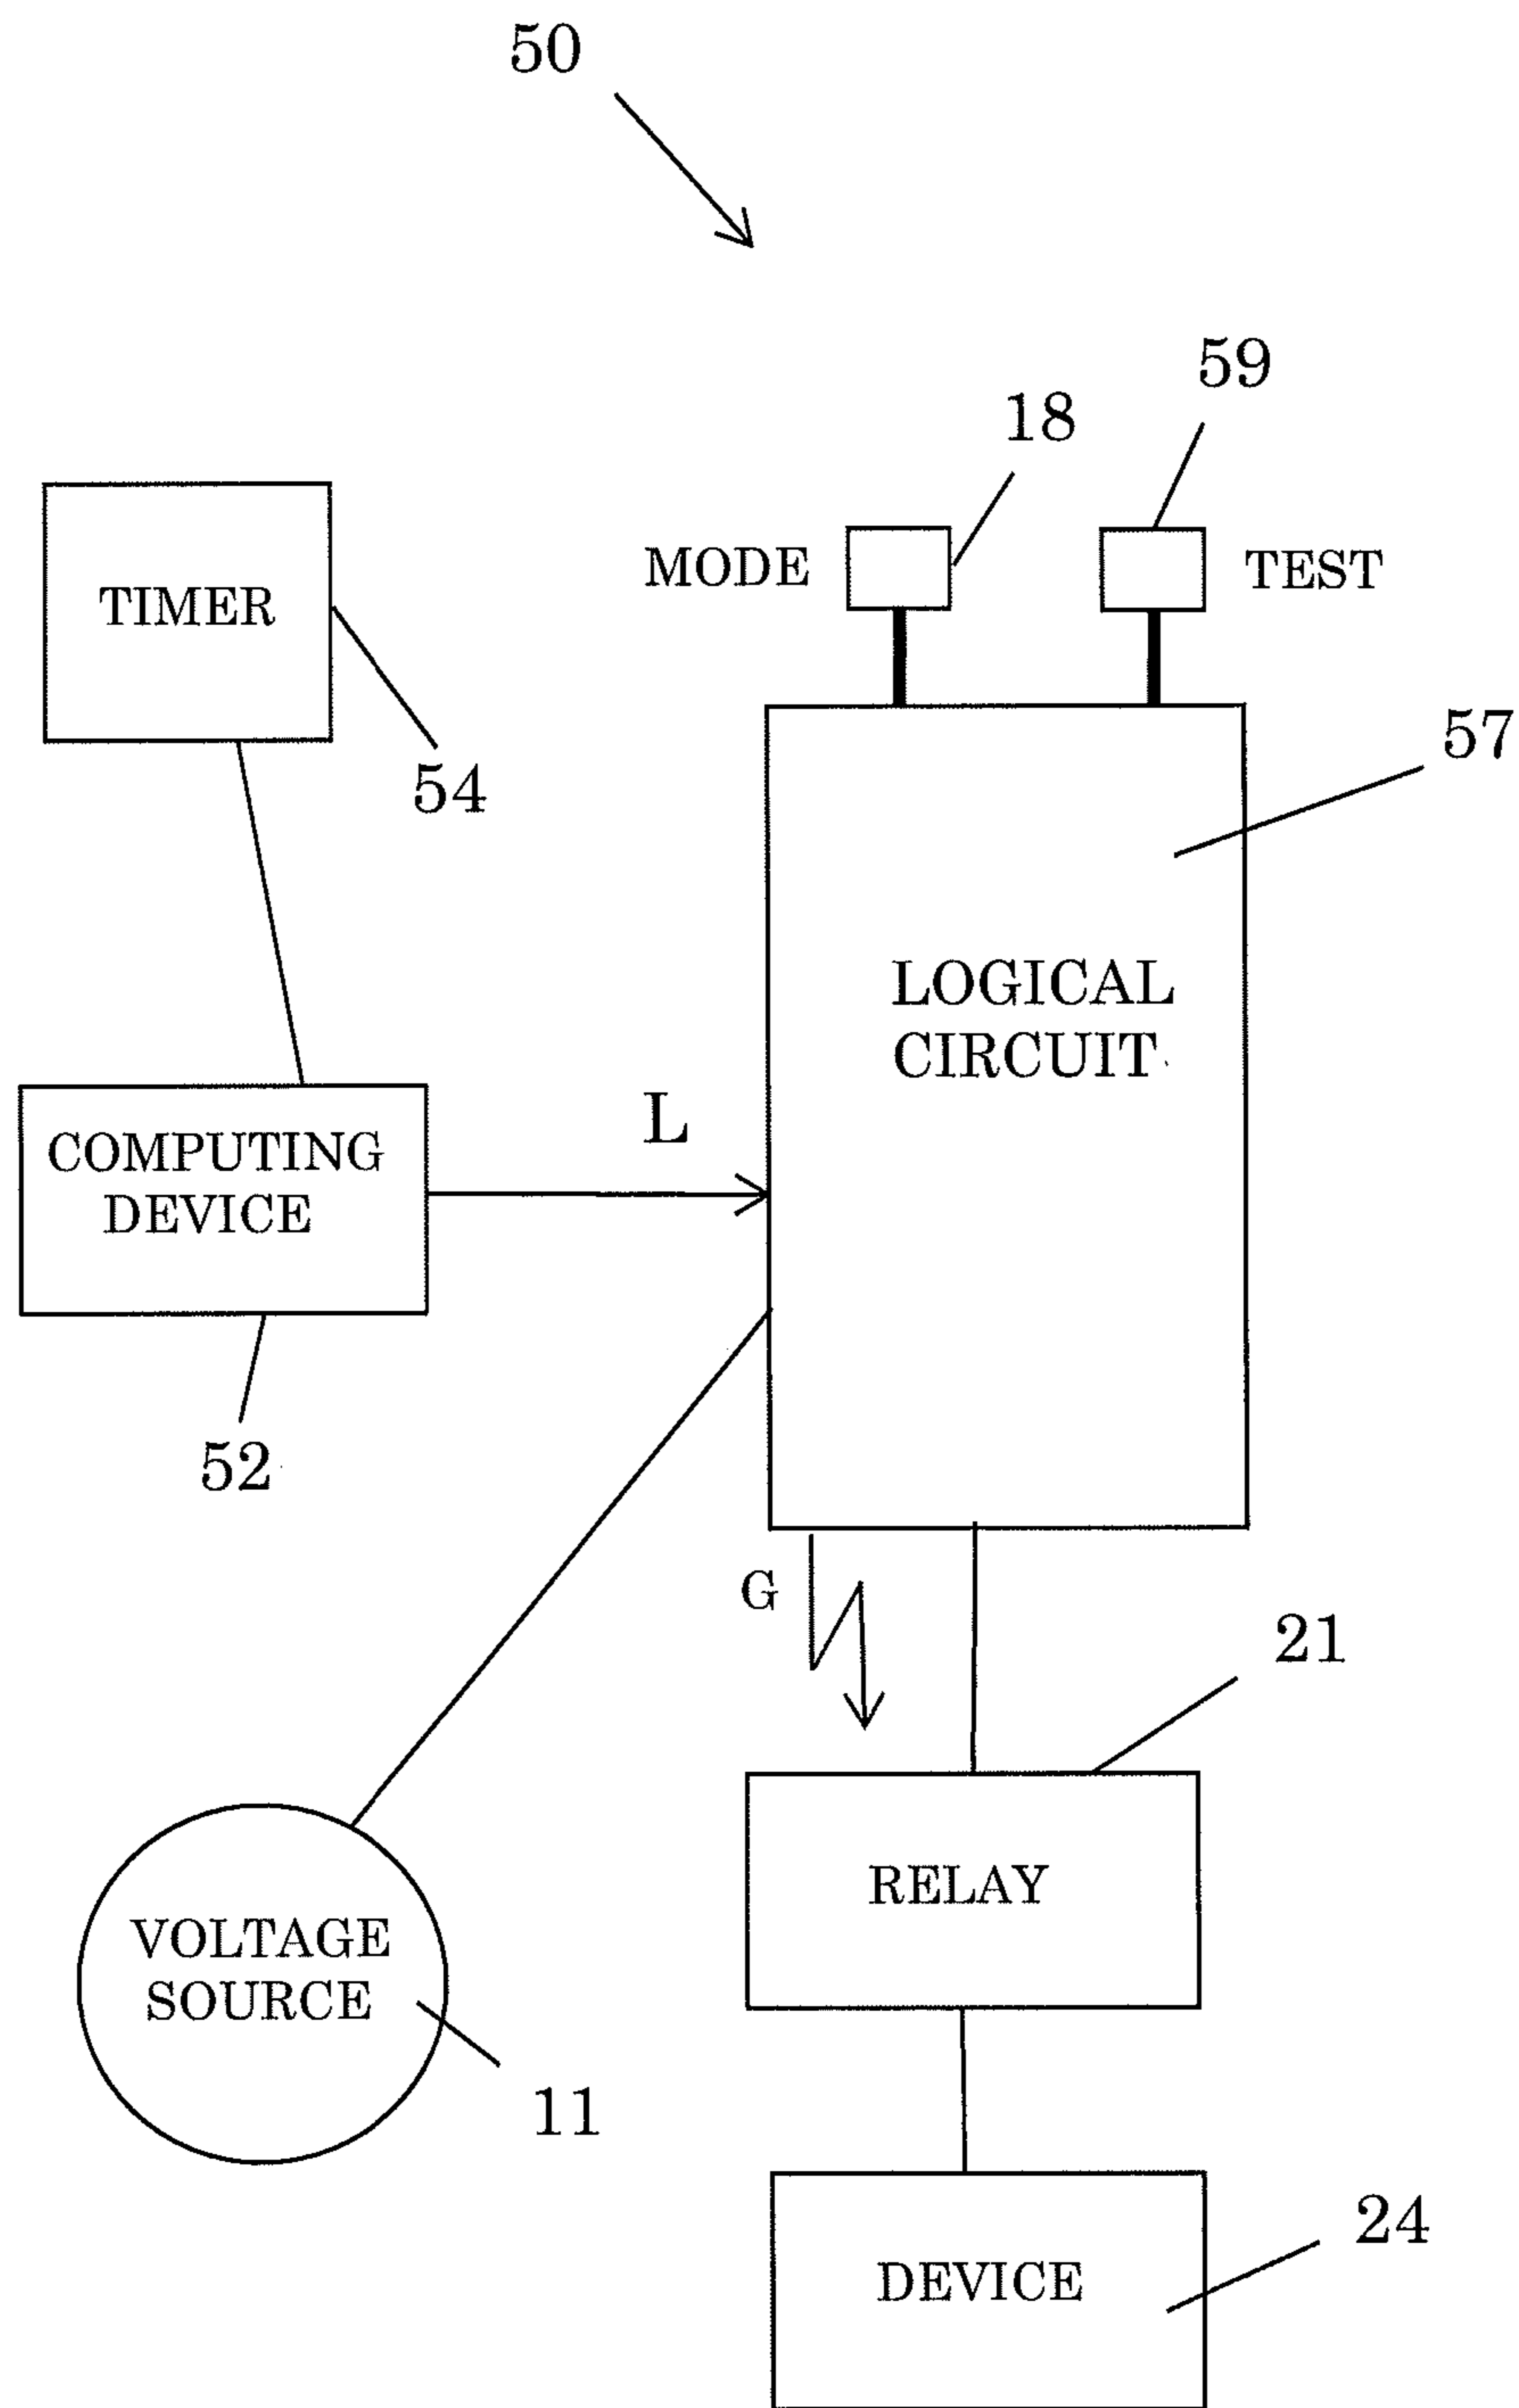 50
59
18
MODE
TEST
TIMER
57
54
LOGICAL
CIRCUIT
L
COMPUTING
DEVICE
52
G
21
RELAY
VOLTAGE
SOURCE
11
24
DEVICE